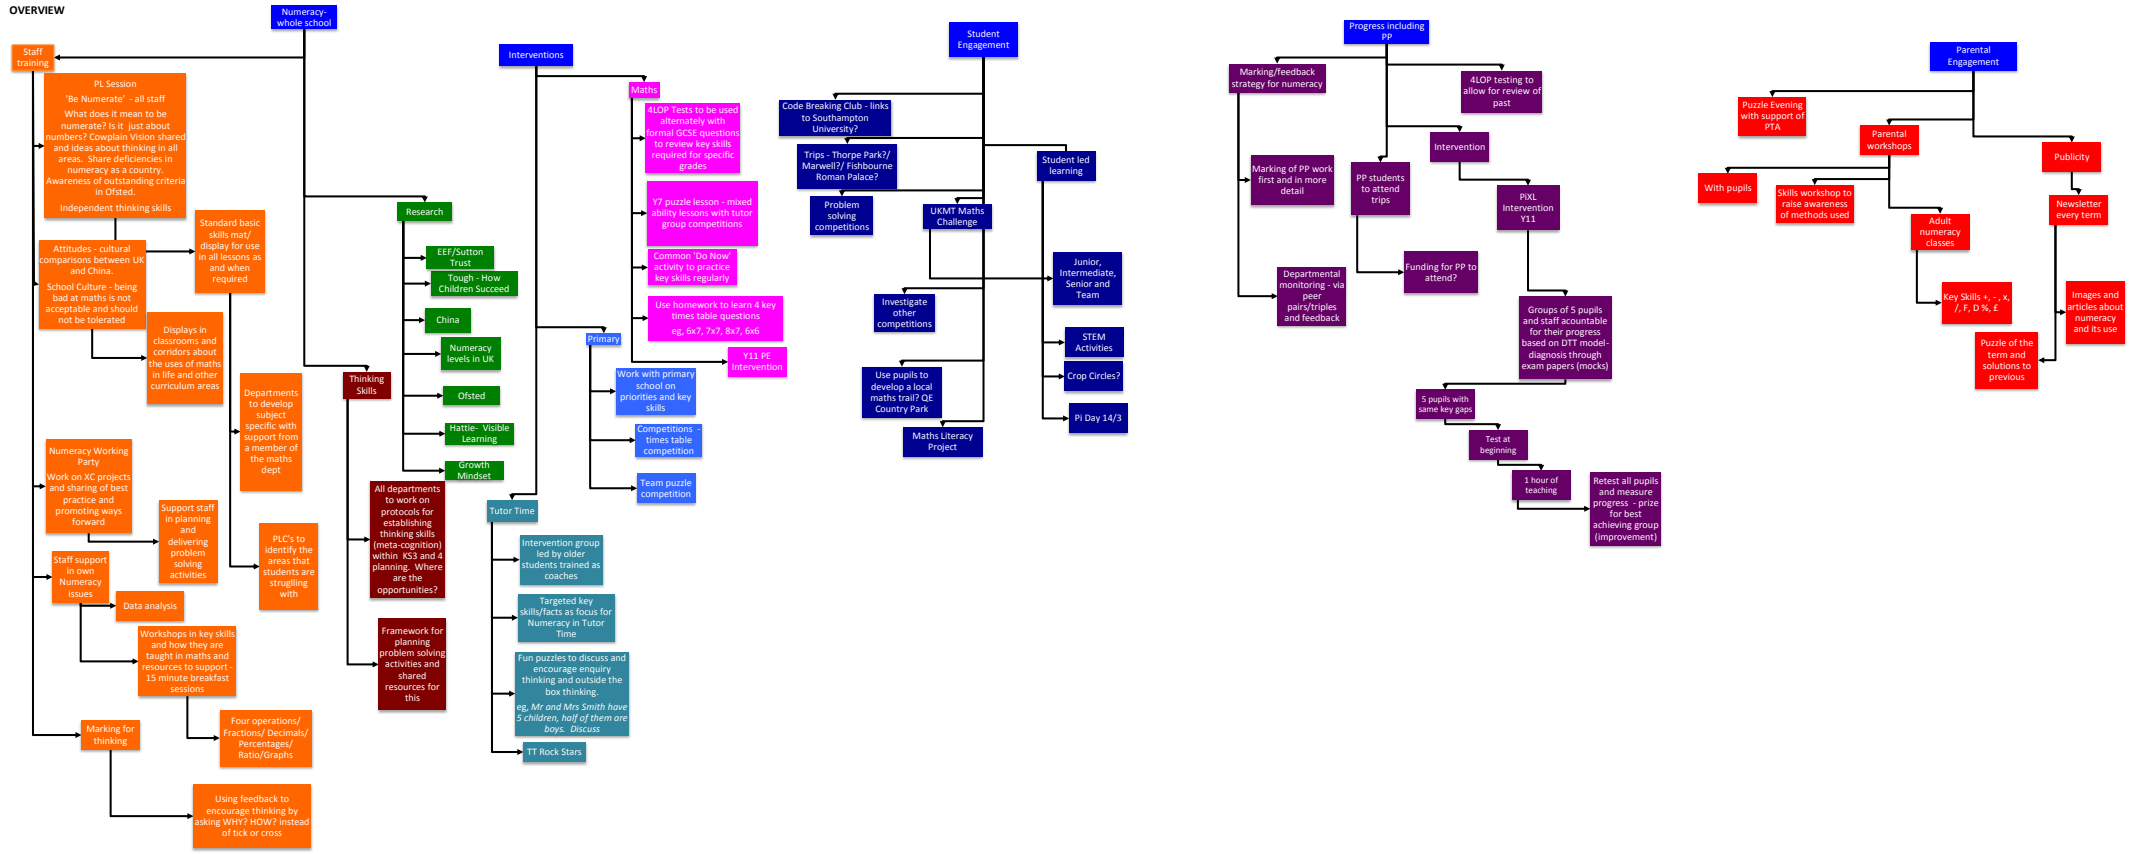 OVERVIEW
Numeracy-
whole school
Staff
training
PL Session
'Be Numerate' - all staff
What does it mean to be
numerate? Is it just about
numbers? Cowplain Vision shared
and ideas about thinking in all
areas. Share deficiencies in
numeracy as a country.
Awareness of outstanding criteria
in Ofsted.
Independent thinking skills
Attitudes - cultural
comparisons between UK
and China.
School Culture - being
bad at maths is not
acceptable and should
not be tolerated
Standard basic
skills mat/
display for use
in all lessons as
and when
required
Displays in
classrooms and
corridors about
the uses of maths
in life and other
curriculum areas
Departments
to develop
subject
specific with
support from
a member of
the maths
dept
Numeracy Working
Party
Work on XC projects
and sharing of best
practice and
promoting ways
forward
Support staff
in planning
and
delivering
problem
solving
activities
PLC's to
identify the
areas that
students are
struglling
with
Staff support
in own
Numeracy
issues
Data analysis
Workshops in key skills
and how they are
taught in maths and
resources to support -
15 minute breakfast
sessions
Four operations/
Fractions/ Decimals/
Percentages/
Ratio/Graphs
Marking for
thinking
Using feedback to
encourage thinking by
asking WHY? HOW? instead
of tick or cross
Research
EEF/Sutton
Trust
Tough - How
Children Succeed
China
Numeracy
levels in UK
Ofsted
Hattie- Visible
Learning
Growth
Mindset
Thinking
Skills
All departments
to work on
protocols for
establishing
thinking skills
(meta-cognition)
within KS3 and 4
planning. Where
are the
opportunities?
Framework for
planning
problem solving
activities and
shared
resources for
this
Interventions
Maths
4LOP Tests to be used
alternately with
formal GCSE questions
to review key skills
required for specific
grades
Y7 puzzle lesson - mixed
ability lessons with tutor
group competitions
Common 'Do Now'
activity to practice
key skills regularly
Use homework to learn 4 key
times table questions
eg, 6x7, 7x7, 8x7, 6x6
Y11 PE
Intervention
Primary
Work with primary
school on
priorities and key
skills
Competitions -
times table
competition
Team puzzle
competition
Tutor Time
Intervention group
led by older
students trained as
coaches
Targeted key
skills/facts as focus for
Numeracy in Tutor
Time
Fun puzzles to discuss and
encourage enquiry
thinking and outside the
box thinking.
eg, Mr and Mrs Smith have
5 children, half of them are
boys. Discuss
TT Rock Stars
Student
Engagement
Code Breaking Club - links
to Southampton
University?
Trips - Thorpe Park?/
Marwell?/ Fishbourne
Roman Palace?
Problem
solving
competitions
UKMT Maths
Challenge
Student led
learning
Junior,
Intermediate,
Senior and
Team
Investigate
other
competitions
STEM
Activities
Crop Circles?
Pi Day 14/3
Use pupils to
develop a local
maths trail? QE
Country Park
Maths Literacy
Project
Progress including
PP
Marking/feedback
strategy for numeracy
4LOP testing to
allow for review of
past
Intervention
Marking of PP work
first and in more
detail
PP students
to attend
trips
PiXL
Intervention
Y11
Departmental
monitoring - via
peer
pairs/triples
and feedback
Funding for PP to
attend?
Groups of 5 pupils
and staff acountable
for their progress
based on DTT model-
diagnosis through
exam papers (mocks)
5 pupils with
same key gaps
Test at
beginning
1 hour of
teaching
Retest all pupils
and measure
progress - prize
for best
achieving group
(improvement)
Parental
Engagement
Puzzle Evening
with support of
PTA
Parental
workshops
Publicity
With pupils
Skills workshop to
raise awareness
of methods used
Adult
numeracy
classes
Newsletter
every term
Key Skills +, - , x,
/, F, D %, £
Images and
articles about
numeracy
and its use
Puzzle of the
term and
solutions to
previous